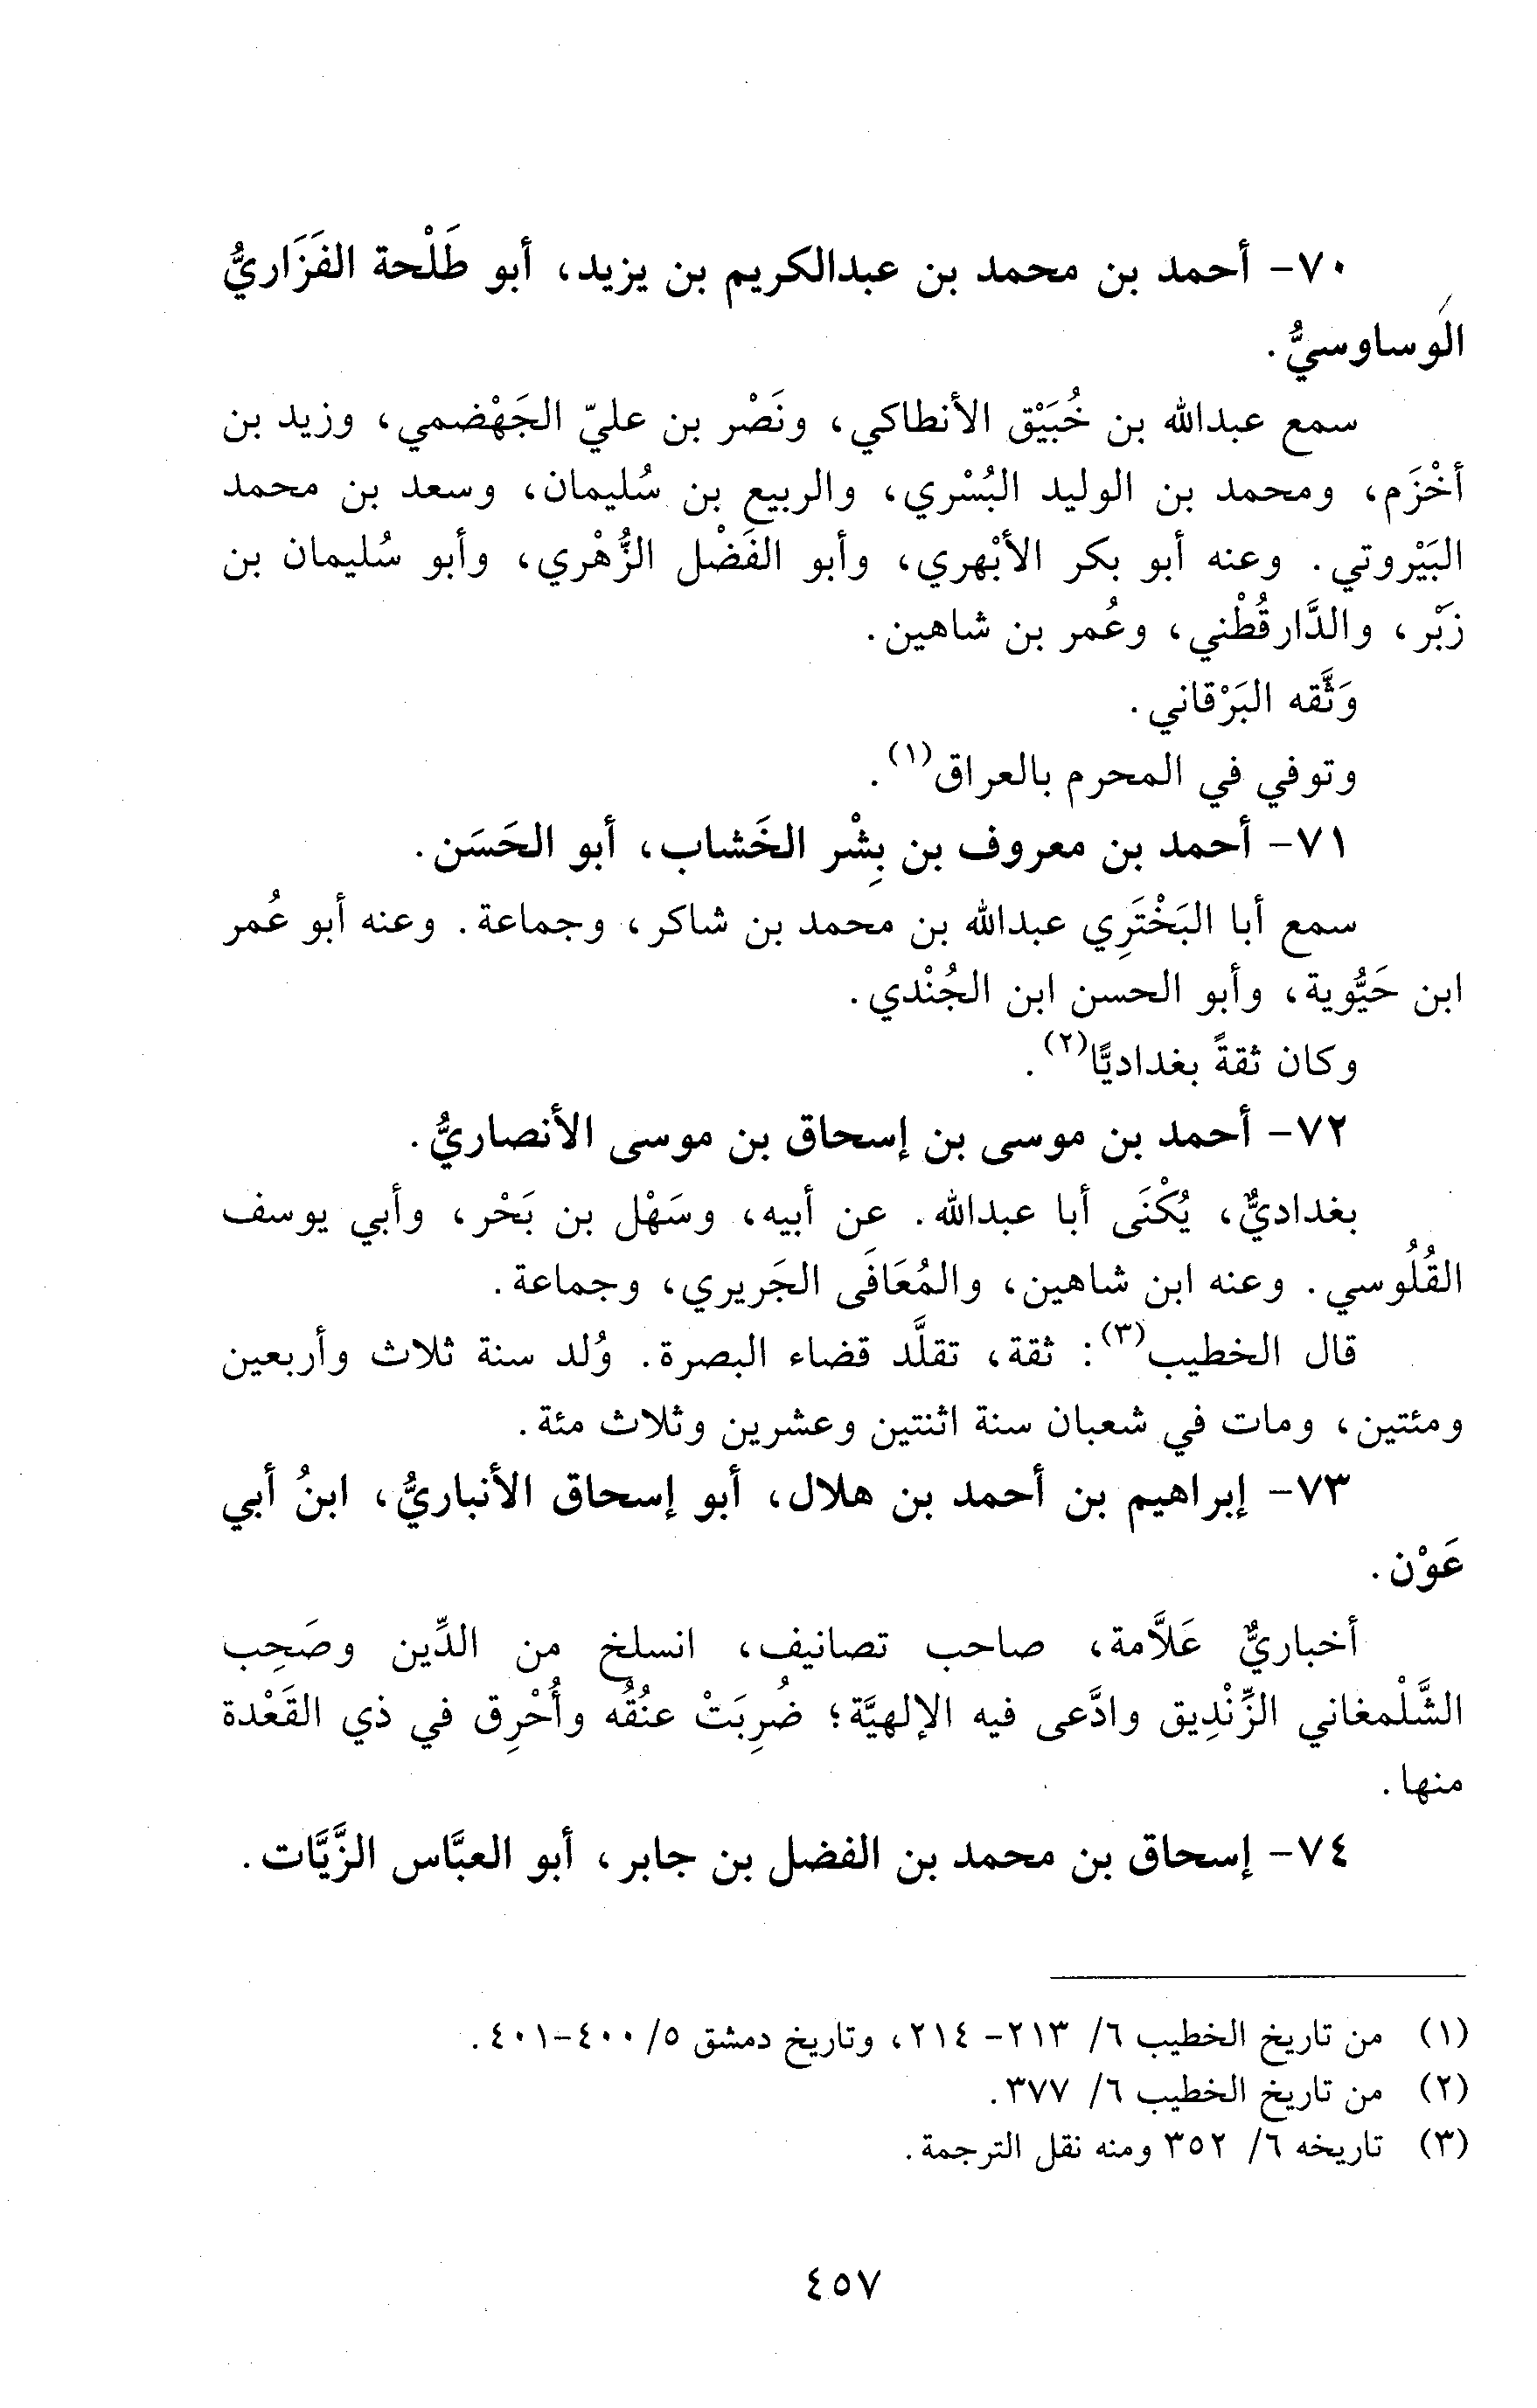 ٧٠- أحمد بن محمد بن عبدالكريم بن يزيد، أبو طَلْحة الفَزَاريُّ
الوَساوسيُّ.
سمع عبدالله بن خُبَيْق الأنطاكي، ونَصْر بن عليّ الجَهْضمي، وزيد بن
أخْزَم، ومحمد بن الوليد البُسْري، والربيع بن سُليمان، وسعد بن محمد
البَيْروتي. وعنه أبو بكر الأبْهري، وأبو الفَضْل الزُّهْري، وأبو سُليمان بن
زَبْر، والدَّارقُطْني، وعُمر بن شاهين.
وَثَّقه البَرْقاني.
وتوفي في المحرم بالعراق(١).
٧١- أحمد بن معروف بن بِشْر الخَشاب، أبو الحَسَن.
سمع أبا البَخْتَرِي عبدالله بن محمد بن شاكر، وجماعة. وعنه أبو عُمر
ابن حَيُّوية، وأبو الحسن ابن الجُنْدي.
وكان ثقةً بغداديًّا(٢).
٧٢- أحمد بن موسى بن إسحاق بن موسى الأنصاريُّ.
بغداديٌّ، يُكْنَى أبا عبدالله. عن أبيه، وسَهْل بن بَحْر، وأبي يوسف
القُلُوسي. وعنه ابن شاهين، والمُعَافَى الجَريري، وجماعة.
قال الخطيب(٣): ثقة، تقلَّد قضاء البصرة. وُلد سنة ثلاث وأربعين
ومئتين، ومات في شعبان سنة اثنتين وعشرين وثلاث مئة.
٧٣- إبراهيم بن أحمد بن هلال، أبو إسحاق الأنباريُّ، ابنُ أبي
عَوْن.
أخباريٌّ عَلَّامة، صاحب تصانيف، انسلخ من الدِّين وصَحِب
الشَّلْمغاني الزِّنْدِيق وادَّعى فيه الإلهيَّة؛ ضُرِبَتْ عنُقُه وأُحْرِق في ذي القَعْدة
منها.
٧٤- إسحاق بن محمد بن الفضل بن جابر، أبو العبَّاس الزَّيَّات.
(١) من تاريخ الخطيب ٦/ ٢١٣- ٢١٤، وتاريخ دمشق ٥/ ٤٠٠-٤٠١.
(٢) من تاريخ الخطيب ٦/ ٣٧٧.
(٣) تاريخه ٦/ ٣٥٢ ومنه نقل الترجمة.
٤٥٧